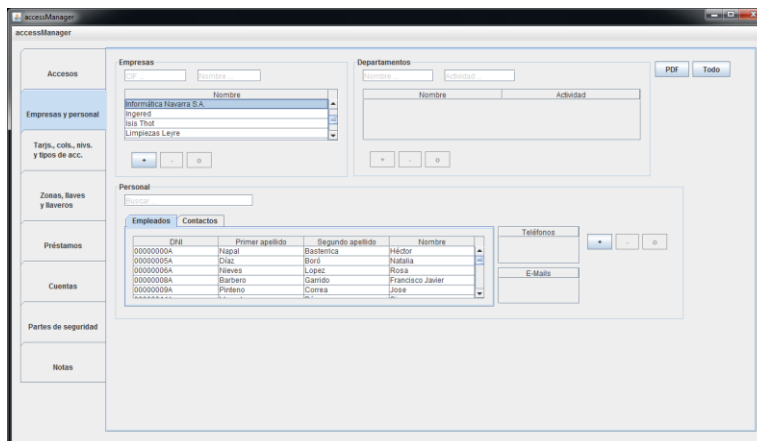 accessManager
accessManager
Accesos
Empresas y personal
Tarjs., cols., nivs.
y tipos de acc.
Zonas, llaves
y llaveros
Préstamos
Cuentas
Partes de seguridad
Notas
Empresas
CIF ... Nombre ...
Nombre
Informática Navarra S.A.
Ingered
Isis Thot
Limpiezas Leyre
+ - o
Departamentos
Nombre ... Actividad ...
Nombre Actividad
+ - o
PDF Todo
Personal
Buscar ...
Empleados Contactos
DNI Primer apellido Segundo apellido Nombre
00000000A Napal Basterrica Héctor
00000005A Díaz Boró Natalia
00000006A Nieves Lopez Rosa
00000008A Barbero Garrido Francisco Javier
00000009A Pinteno Correa Jose
Teléfonos
E-Mails
+ - o